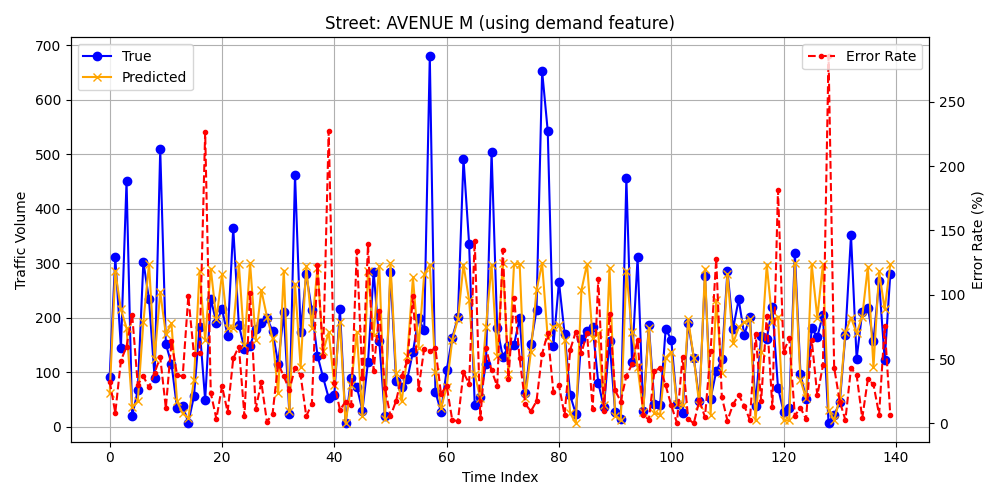 Street: AVENUE M (using demand feature)
True
Predicted
Error Rate
Traffic Volume
700
600
500
400
300
200
100
0
250
200
150
100
50
0
Error Rate (%)
0 20 40 60 80 100 120 140
Time Index